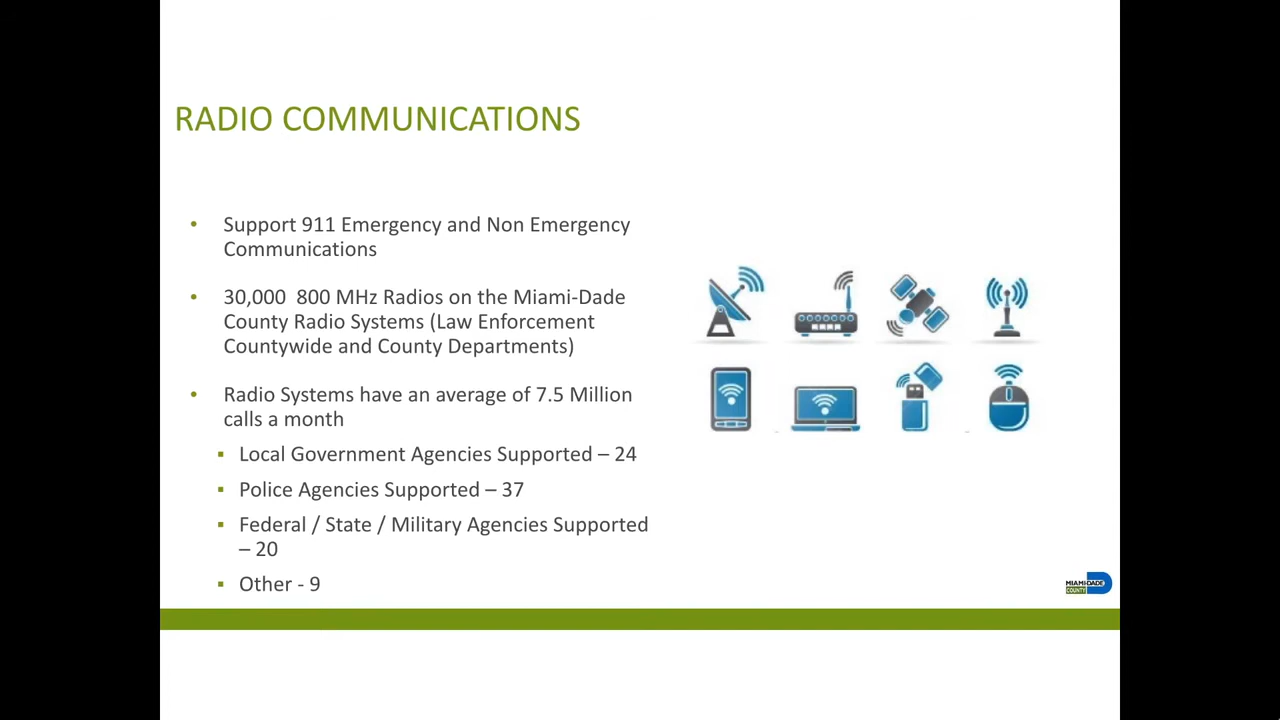 RADIO COMMUNICATIONS
• Support 911 Emergency and Non Emergency
Communications
• 30,000  800 MHz Radios on the Miami-Dade
County Radio Systems (Law Enforcement
Countywide and County Departments)
• Radio Systems have an average of 7.5 Million
calls a month
▪ Local Government Agencies Supported – 24
▪ Police Agencies Supported – 37
▪ Federal / State / Military Agencies Supported
– 20
▪ Other - 9
MIAMI-DADE
COUNTY